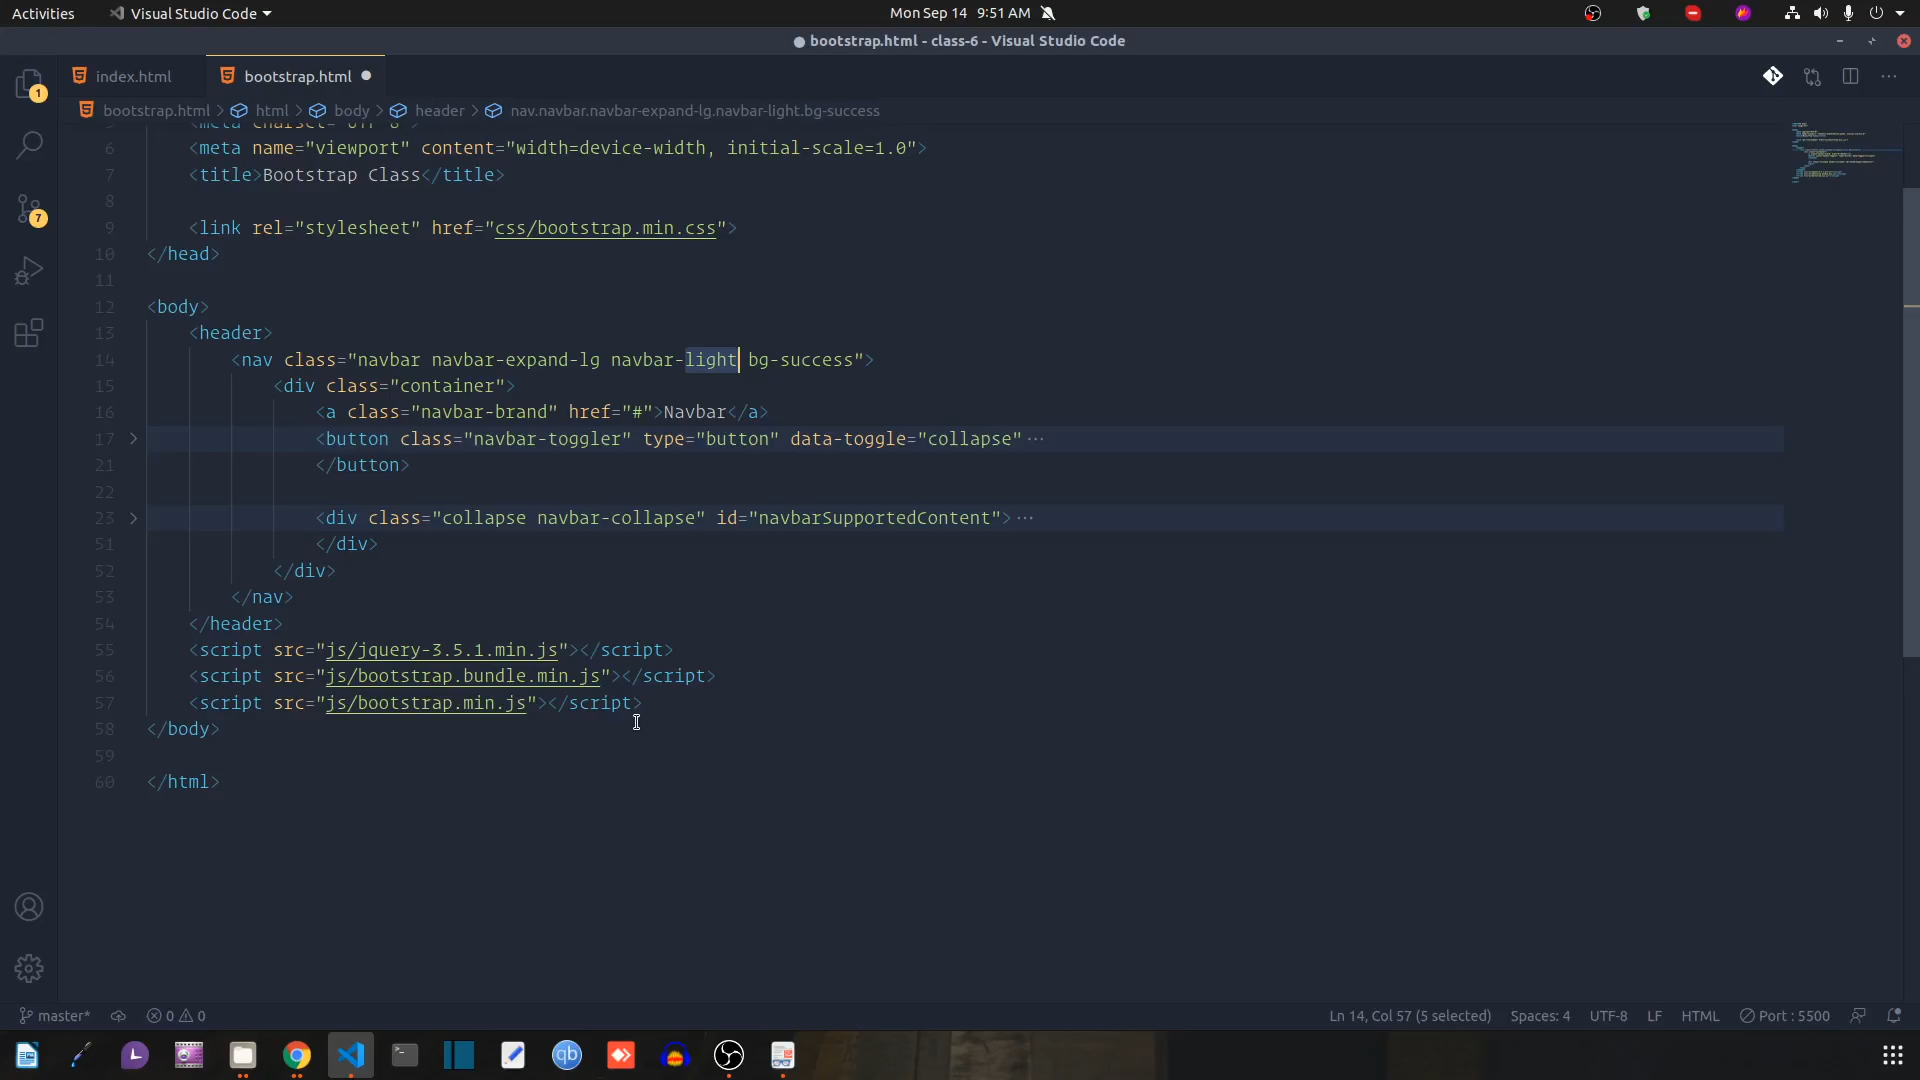 Activities
Visual Studio Code
Mon Sep 14 9:51 AM
● bootstrap.html - class-6 - Visual Studio Code
index.html
bootstrap.html ●
bootstrap.html > html > body > header > nav.navbar.navbar-expand-lg.navbar-light.bg-success
1
7
6 <meta name="viewport" content="width=device-width, initial-scale=1.0">
7 <title>Bootstrap Class</title>
8
9 <link rel="stylesheet" href="css/bootstrap.min.css">
10 </head>
11
12 <body>
13 <header>
14 <nav class="navbar navbar-expand-lg navbar-light bg-success">
15 <div class="container">
16 <a class="navbar-brand" href="#">Navbar</a>
17 <button class="navbar-toggler" type="button" data-toggle="collapse"···
21 </button>
22
23 <div class="collapse navbar-collapse" id="navbarSupportedContent">···
51 </div>
52 </div>
53 </nav>
54 </header>
55 <script src="js/jquery-3.5.1.min.js"></script>
56 <script src="js/bootstrap.bundle.min.js"></script>
57 <script src="js/bootstrap.min.js"></script>
58 </body>
59
60 </html>
master* 0 0 Ln 14, Col 57 (5 selected) Spaces: 4 UTF-8 LF HTML Port : 5500
qb